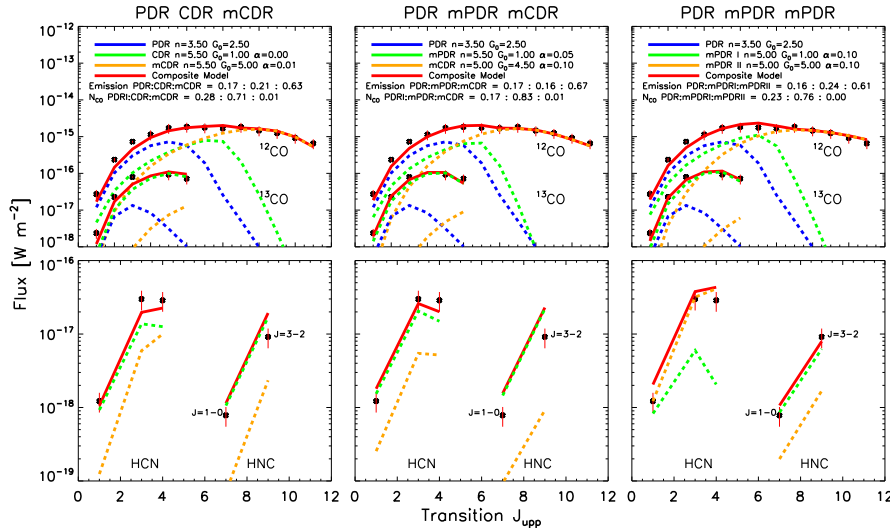 PDR CDR mCDR
PDR mPDR mCDR
PDR mPDR mPDR
10⁻¹²
10⁻¹³
10⁻¹⁴
10⁻¹⁵
10⁻¹⁶
10⁻¹⁷
10⁻¹⁸
PDR n=3.50 G₀=2.50
CDR n=5.50 G₀=1.00 α=0.00
mCDR n=5.50 G₀=5.00 α=0.01
Composite Model
Emission PDR:CDR:mCDR = 0.17 : 0.21 : 0.63
N_CO PDRI:CDR:mCDR = 0.28 : 0.71 : 0.01
¹²CO
¹³CO
PDR n=3.50 G₀=2.50
mPDR n=5.50 G₀=1.00 α=0.05
mCDR n=5.00 G₀=4.50 α=0.10
Composite Model
Emission PDR:mPDR:mCDR = 0.17 : 0.16 : 0.67
N_CO PDRI:mPDR:mCDR = 0.17 : 0.83 : 0.01
¹²CO
¹³CO
PDR n=3.50 G₀=2.50
mPDR I n=5.00 G₀=1.00 α=0.10
mPDR II n=5.00 G₀=5.00 α=0.10
Composite Model
Emission PDR:mPDRI:mPDRII = 0.16 : 0.24 : 0.61
N_CO PDR:mPDRI:mPDRII = 0.23 : 0.76 : 0.00
¹²CO
¹³CO
Flux [W m⁻²]
10⁻¹⁶
10⁻¹⁷
10⁻¹⁸
10⁻¹⁹
J=3-2
J=1-0
HCN
HNC
J=3-2
J=1-0
HCN
HNC
J=3-2
J=1-0
HCN
HNC
0 2 4 6 8 10 12
0 2 4 6 8 10 12
0 2 4 6 8 10 12
Transition J_upp